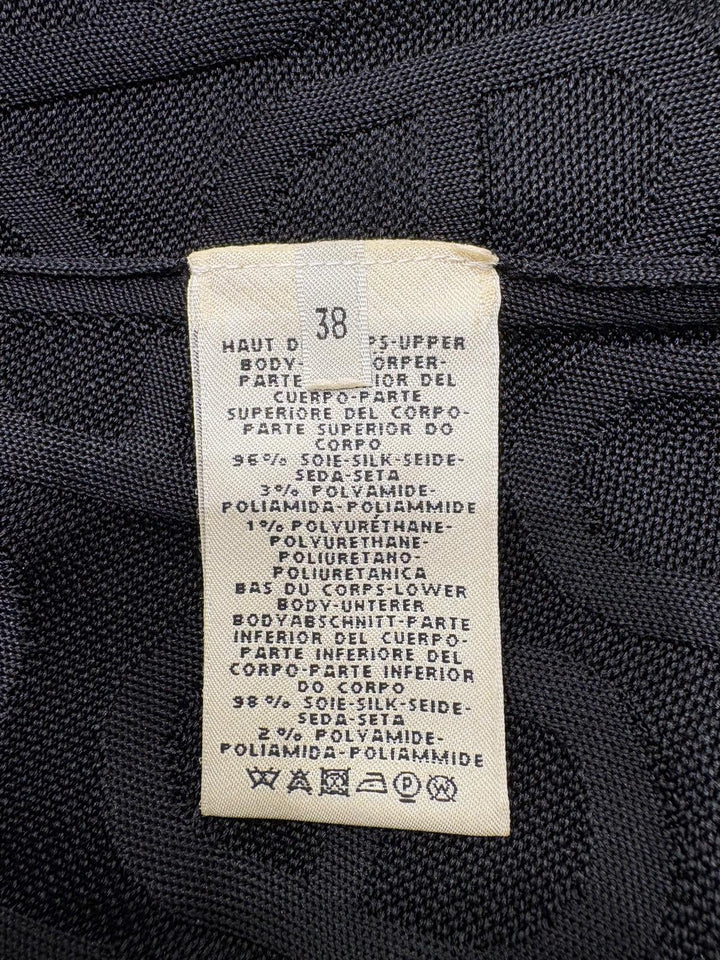 38
HAUT D PS-UPPER
BODY- ÖRPER-
PARTE IOR DEL
CUERPO-PARTE
SUPERIORE DEL CORPO-
PARTE SUPERIOR DO
CORPO
96% SOIE-SILK-SEIDE-
SEDA-SETA
3% POLYAMIDE-
POLIAMIDA-POLIAMMIDE
1% POLYURÉTHANE-
POLYURETHANE-
POLIURETANO-
POLIURETANICA
BAS DU CORPS-LOWER
BODY-UNTERER
BODYABSCHNITT-PARTE
INFERIOR DEL CUERPO-
PARTE INFERIORE DEL
CORPO-PARTE INFERIOR
DO CORPO
98% SOIE-SILK-SEIDE-
SEDA-SETA
2% POLYAMIDE-
POLIAMIDA-POLIAMMIDE
P W